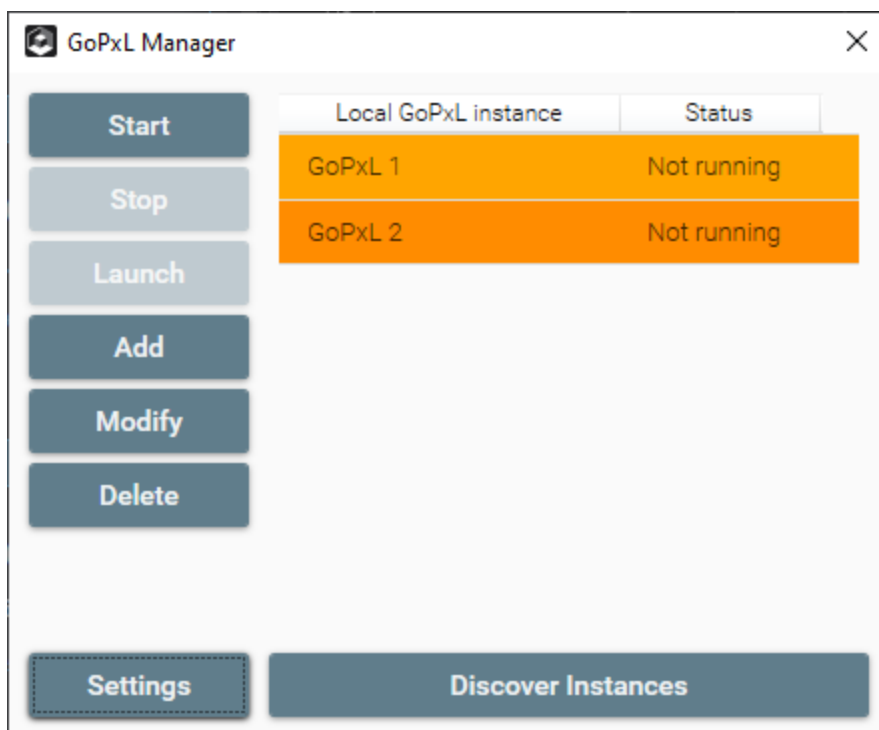 GoPxL Manager
Start
Stop
Launch
Add
Modify
Delete
Local GoPxL instance Status
GoPxL 1 Not running
GoPxL 2 Not running
Settings
Discover Instances